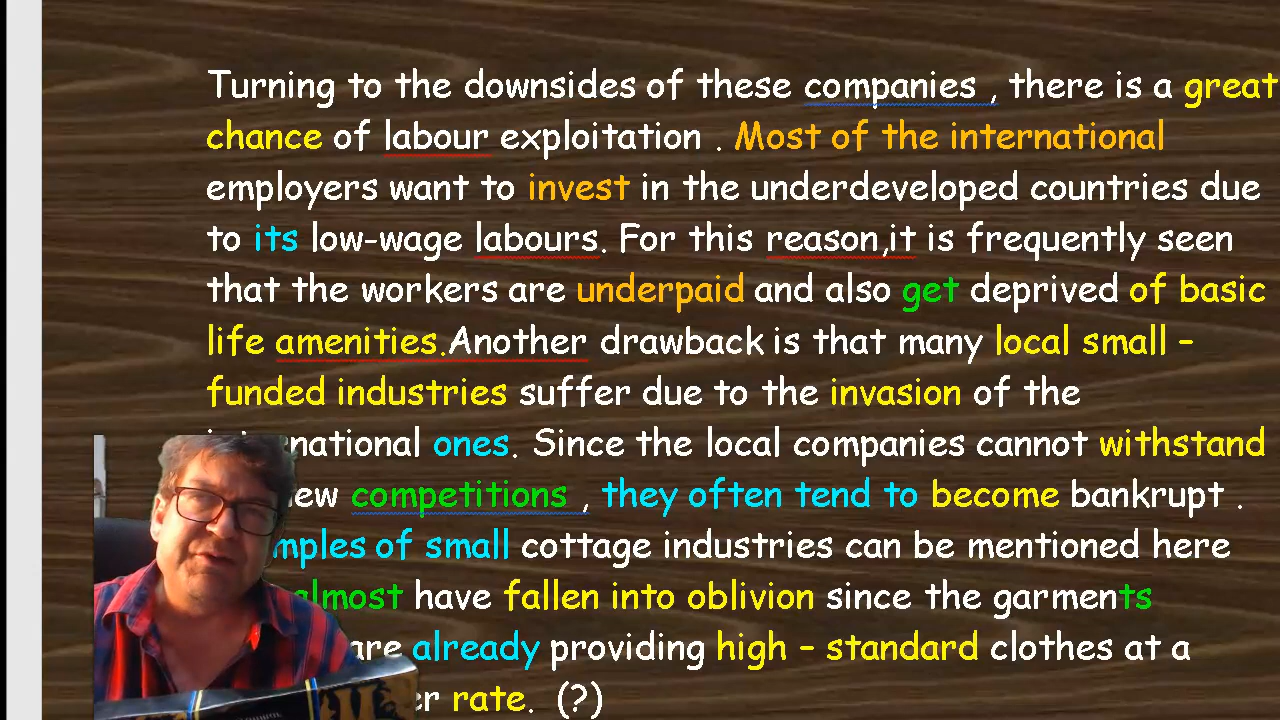 Turning to the downsides of these companies , there is a great
chance of labour exploitation . Most of the international
employers want to invest in the underdeveloped countries due
to its low-wage labours. For this reason,it is frequently seen
that the workers are underpaid and also get deprived of basic
life amenities.Another drawback is that many local small –
funded industries suffer due to the invasion of the
ones. Since the local companies cannot withstand
competitions , they often tend to become bankrupt .
of small cottage industries can be mentioned here
almost have fallen into oblivion since the garments
are already providing high – standard clothes at a
rate. (?)